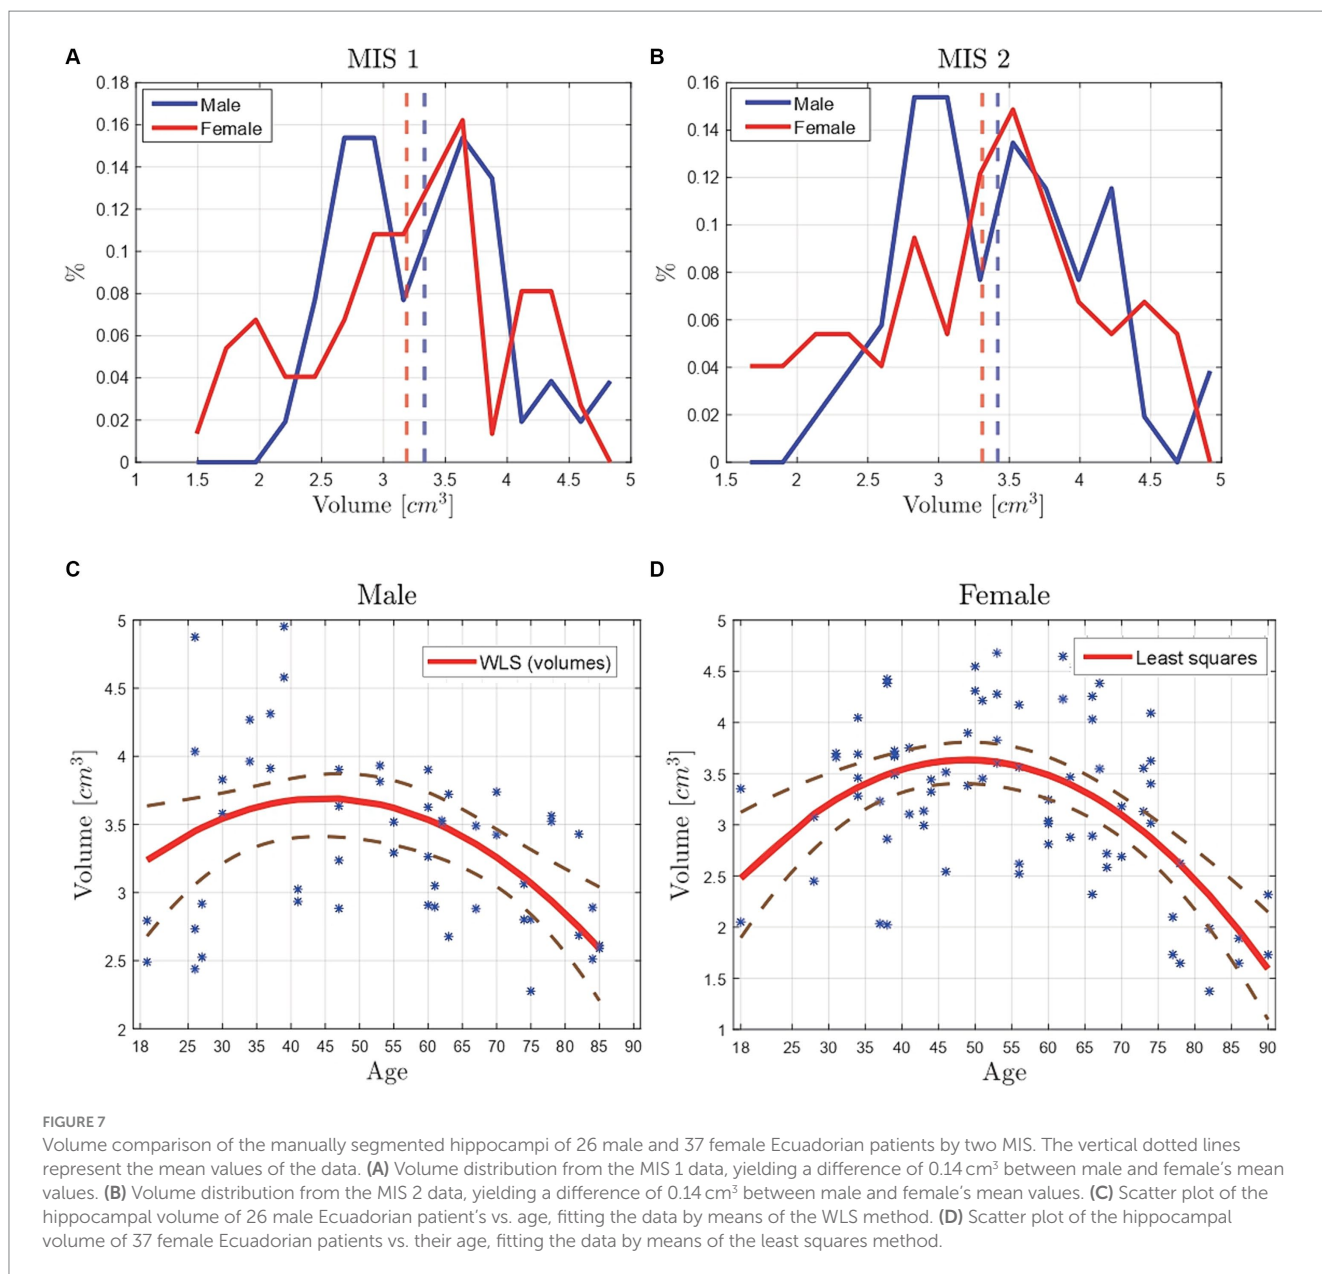 A
MIS 1
Male
Female
0.18
0.16
0.14
0.12
0.1
0.08
0.06
0.04
0.02
0
%
1 1.5 2 2.5 3 3.5 4 4.5 5
Volume [cm³]
B
MIS 2
Male
Female
0.16
0.14
0.12
0.1
0.08
0.06
0.04
0.02
0
%
1.5 2 2.5 3 3.5 4 4.5 5
Volume [cm³]
C
Male
WLS (volumes)
5
4.5
4
3.5
3
2.5
2
Volume [cm³]
18 25 30 35 40 45 50 55 60 65 70 75 80 85 90
Age
D
Female
Least squares
5
4.5
4
3.5
3
2.5
2
1.5
1
Volume [cm³]
18 25 30 35 40 45 50 55 60 65 70 75 80 85 90
Age
FIGURE 7
Volume comparison of the manually segmented hippocampi of 26 male and 37 female Ecuadorian patients by two MIS. The vertical dotted lines
represent the mean values of the data. (A) Volume distribution from the MIS 1 data, yielding a difference of 0.14 cm³ between male and female's mean
values. (B) Volume distribution from the MIS 2 data, yielding a difference of 0.14 cm³ between male and female's mean values. (C) Scatter plot of the
hippocampal volume of 26 male Ecuadorian patient's vs. age, fitting the data by means of the WLS method. (D) Scatter plot of the hippocampal
volume of 37 female Ecuadorian patients vs. their age, fitting the data by means of the least squares method.